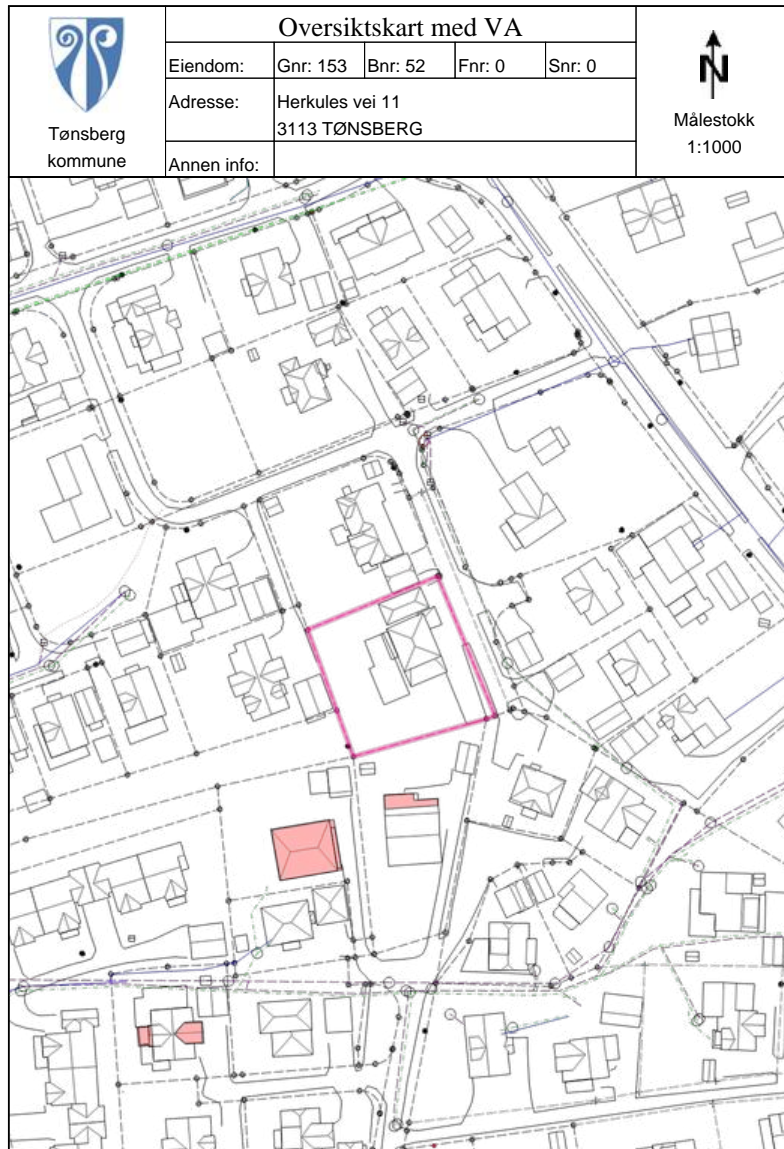 Oversiktskart med VA
Eiendom: Gnr: 153 Bnr: 52 Fnr: 0 Snr: 0
Adresse: Herkules vei 11
3113 TØNSBERG
Annen info:
Tønsberg
kommune
N
Målestokk
1:1000